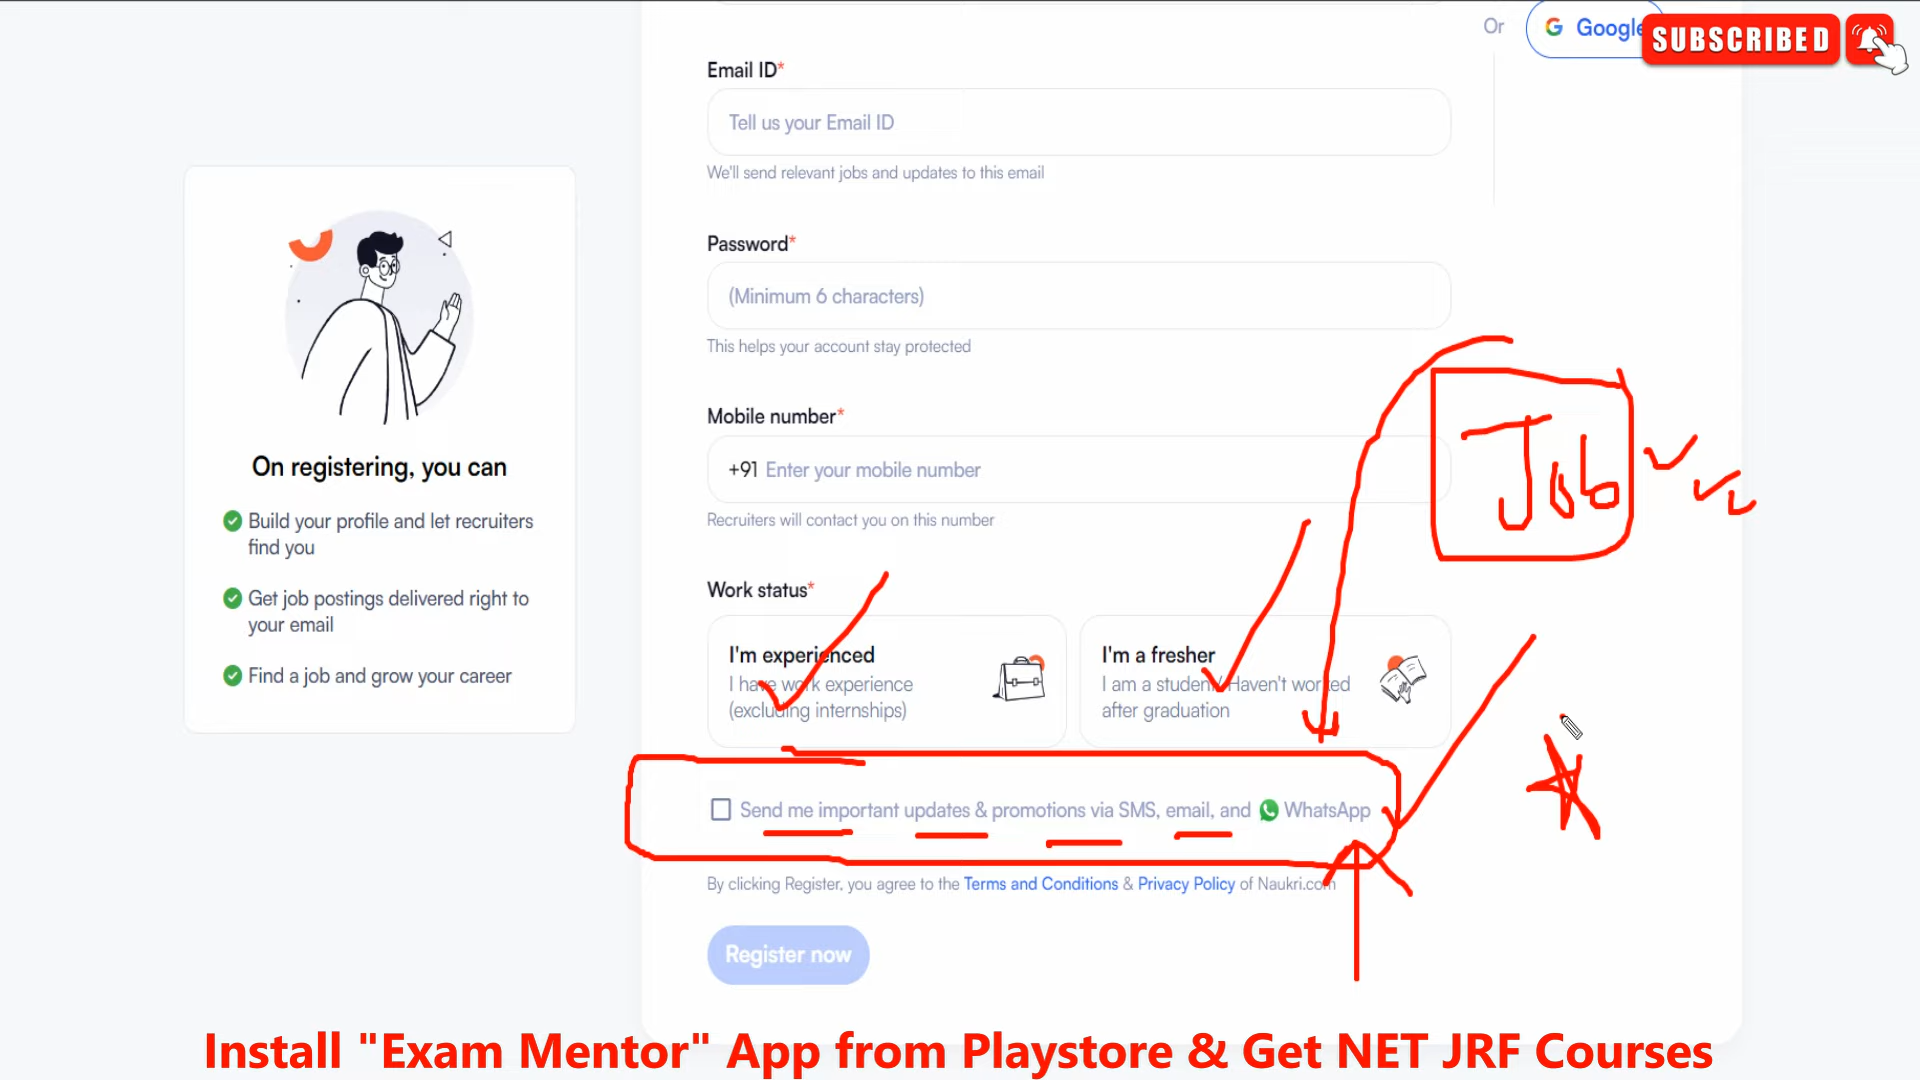 Or
Google
SUBSCRIBED
Email ID*
Tell us your Email ID
We'll send relevant jobs and updates to this email
Password*
(Minimum 6 characters)
This helps your account stay protected
Mobile number*
+91 Enter your mobile number
Recruiters will contact you on this number
Job
On registering, you can
Build your profile and let recruiters
find you
Get job postings delivered right to
your email
Find a job and grow your career
Work status*
I'm experienced
I have work experience
(excluding internships)
I'm a fresher
I am a student/ Haven't worked
after graduation
Send me important updates & promotions via SMS, email, and WhatsApp
By clicking Register, you agree to the Terms and Conditions & Privacy Policy of Naukri.com
Register now
Install "Exam Mentor" App from Playstore & Get NET JRF Courses